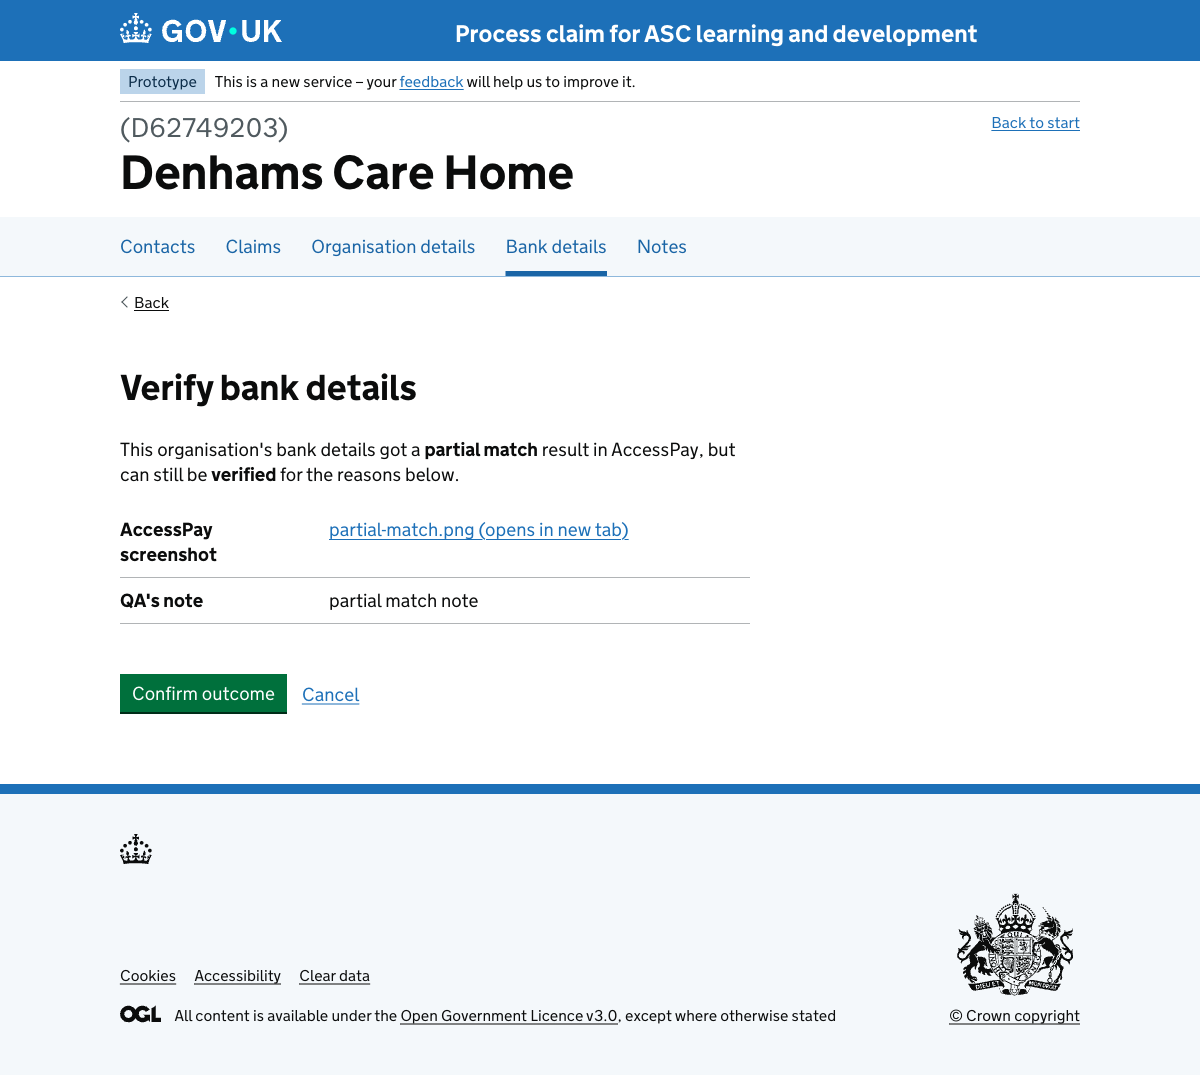 GOV·UK
Process claim for ASC learning and development
Prototype This is a new service – your feedback will help us to improve it.
(D62749203)
Back to start
Denhams Care Home
Contacts Claims Organisation details Bank details Notes
Back
Verify bank details
This organisation's bank details got a partial match result in AccessPay, but
can still be verified for the reasons below.
AccessPay
screenshot
partial-match.png (opens in new tab)
QA's note partial match note
Confirm outcome Cancel
Cookies Accessibility Clear data
OGL All content is available under the Open Government Licence v3.0, except where otherwise stated
© Crown copyright